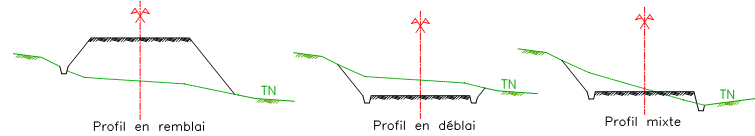 TN
Profil en remblai
TN
Profil en déblai
TN
Profil mixte